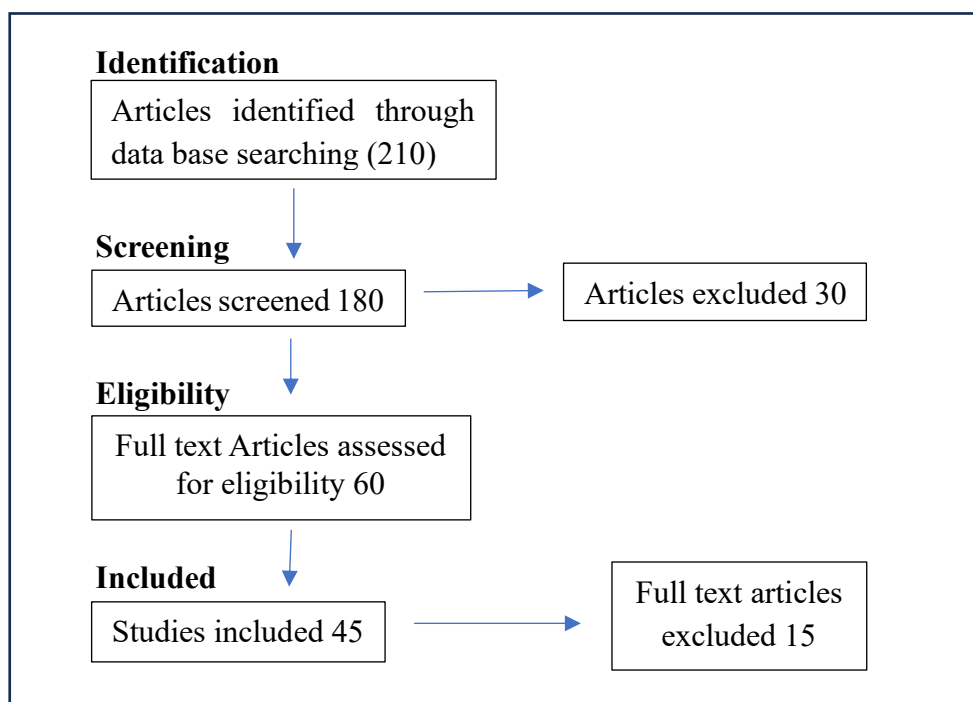 Identification
Articles identified through
data base searching (210)
Screening
Articles screened 180
Articles excluded 30
Eligibility
Full text Articles assessed
for eligibility 60
Included
Studies included 45
Full text articles
excluded 15